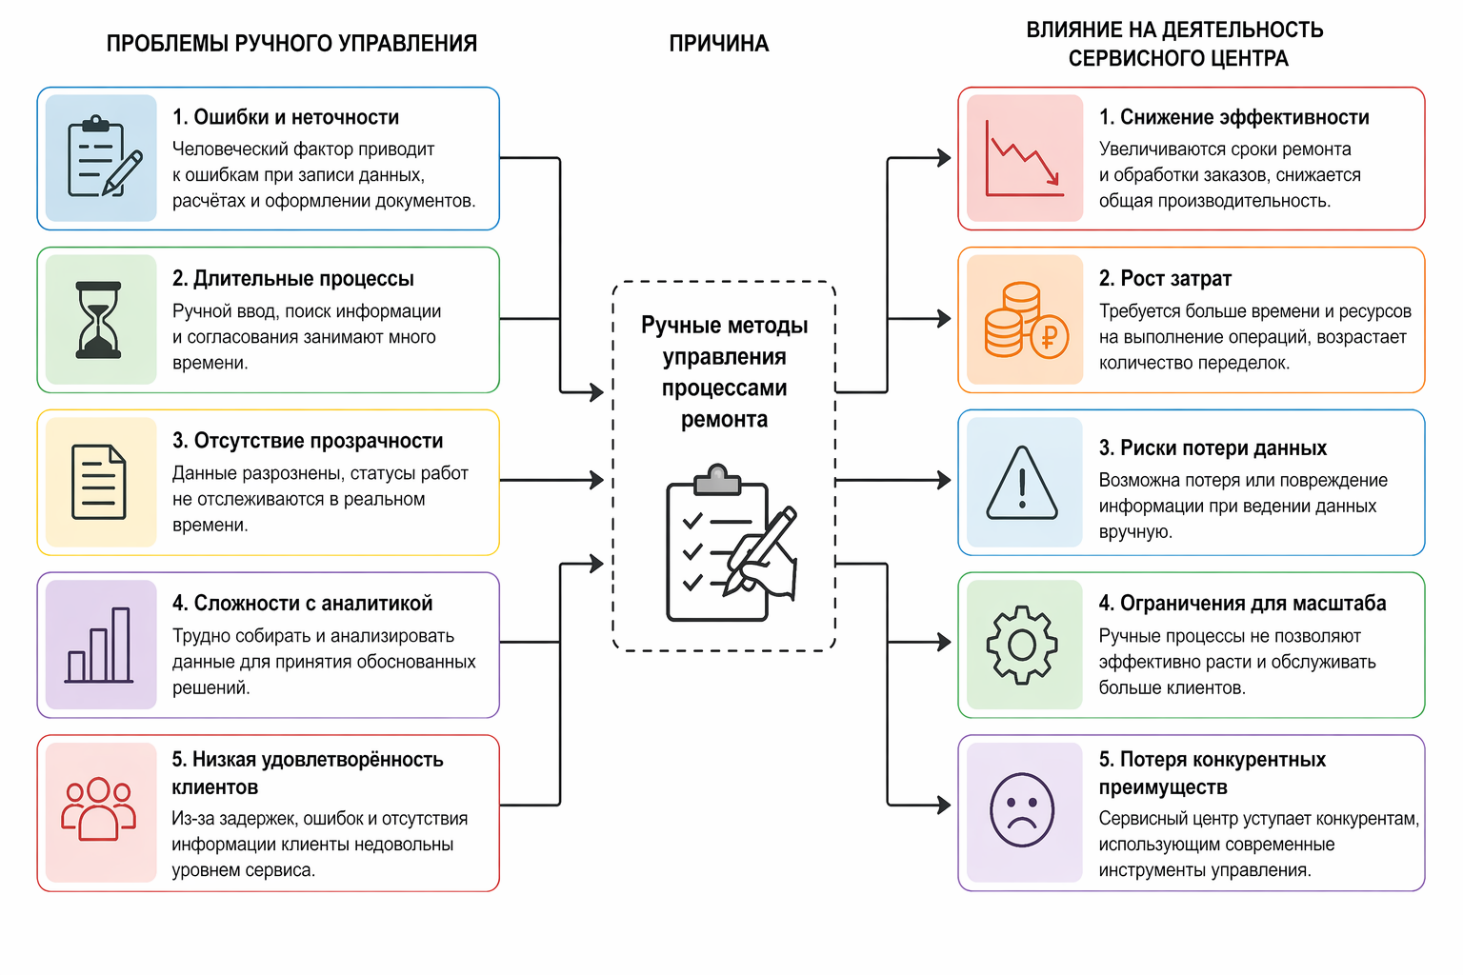 ПРОБЛЕМЫ РУЧНОГО УПРАВЛЕНИЯ
1. Ошибки и неточности
Человеческий фактор приводит
к ошибкам при записи данных,
расчётах и оформлении документов.
2. Длительные процессы
Ручной ввод, поиск информации
и согласования занимают много
времени.
3. Отсутствие прозрачности
Данные разрознены, статусы работ
не отслеживаются в реальном
времени.
4. Сложности с аналитикой
Трудно собирать и анализировать
данные для принятия обоснованных
решений.
5. Низкая удовлетворённость
клиентов
Из-за задержек, ошибок и отсутствия
информации клиенты недовольны
уровнем сервиса.
ПРИЧИНА
Ручные методы
управления
процессами
ремонта
ВЛИЯНИЕ НА ДЕЯТЕЛЬНОСТЬ
СЕРВИСНОГО ЦЕНТРА
1. Снижение эффективности
Увеличиваются сроки ремонта
и обработки заказов, снижается
общая производительность.
2. Рост затрат
Требуется больше времени и ресурсов
на выполнение операций, возрастает
количество переделок.
₽
3. Риски потери данных
Возможна потеря или повреждение
информации при ведении данных
вручную.
4. Ограничения для масштаба
Ручные процессы не позволяют
эффективно расти и обслуживать
больше клиентов.
5. Потеря конкурентных
преимуществ
Сервисный центр уступает конкурентам,
использующим современные
инструменты управления.